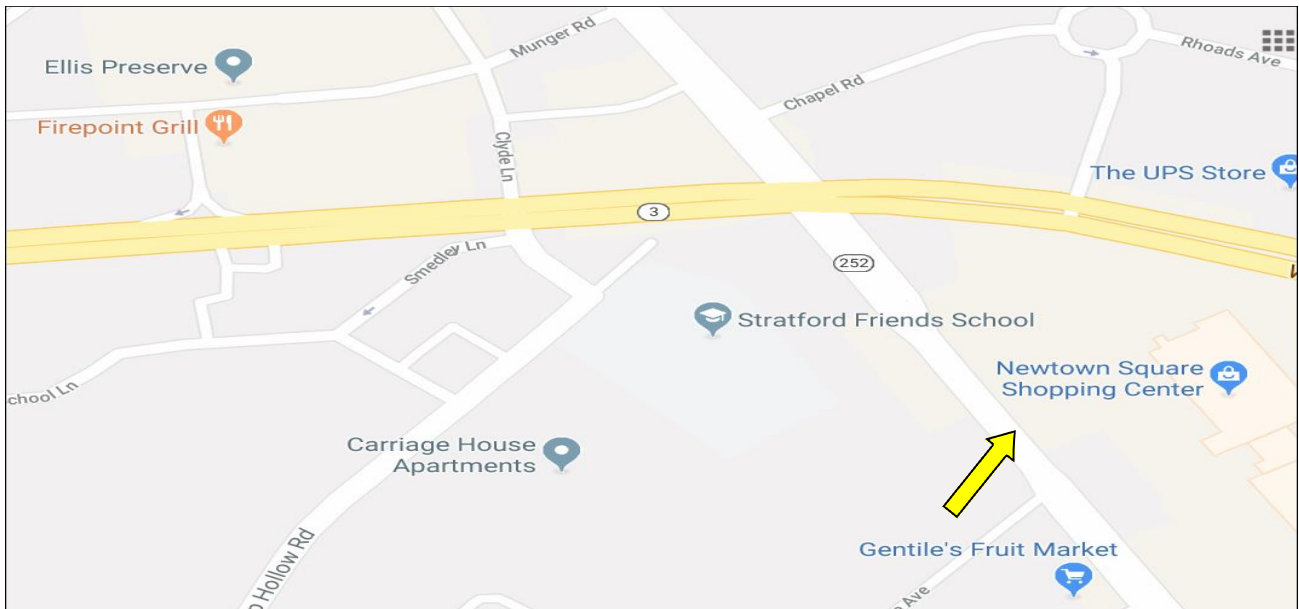 Munger Rd
Rhoads Ave
Ellis Preserve
Chapel Rd
Firepoint Grill
Clyde Ln
The UPS Store
3
Smedley Ln
252
Stratford Friends School
Newtown Square
Shopping Center
chool Ln
Carriage House
Apartments
Hollow Rd
Gentile's Fruit Market
Ave